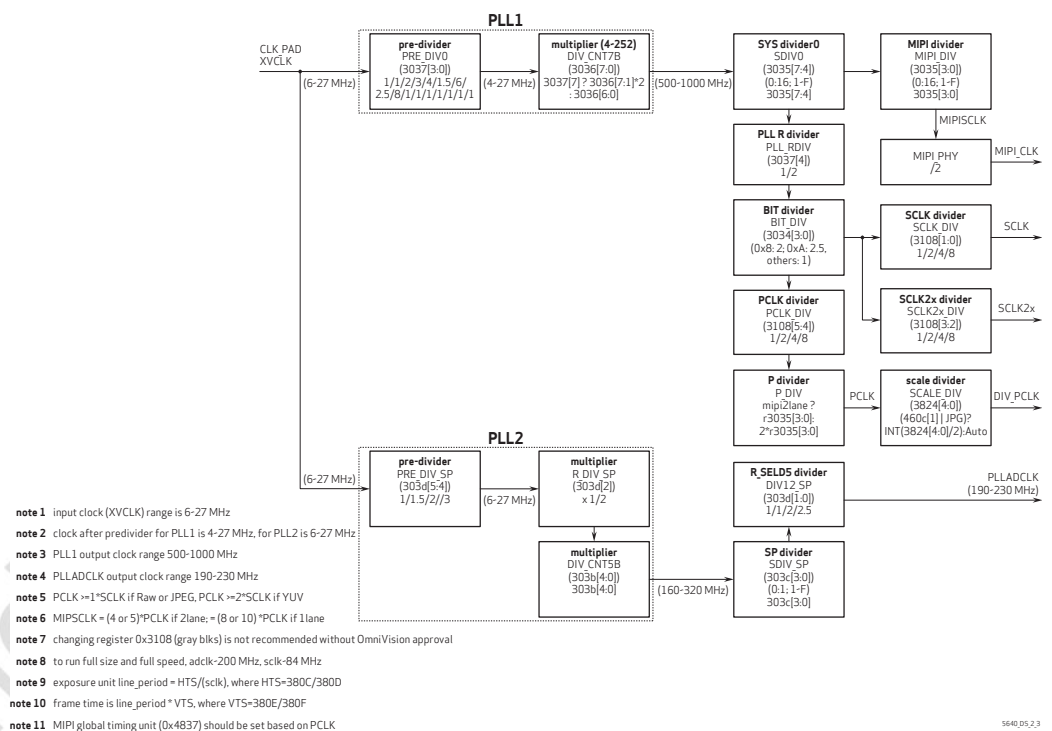 PLL1
CLK_PAD
XVCLK
(6-27 MHz)
pre-divider
PRE_DIV0
(3037[3:0])
1/1/2/3/4/1.5/6/
2.5/8/1/1/1/1/1/1/1
(4-27 MHz)
multiplier (4-252)
DIV_CNT7B
(3036[7:0])
3037[7] ? 3036[7:1]*2
: 3036[6:0]
(500-1000 MHz)
SYS divider0
SDIV0
(3035[7:4])
(0:16; 1-F)
3035[7:4]
MIPI divider
MIPI_DIV
(3035[3:0])
(0:16; 1-F)
3035[3:0]
MIPISCLK
PLL R divider
PLL_RDIV
(3037[4])
1/2
MIPI PHY
/2
MIPI_CLK
BIT divider
BIT_DIV
(3034[3:0])
(0x8: 2, 0xA: 2.5,
others: 1)
SCLK divider
SCLK_DIV
(3108[1:0])
1/2/4/8
SCLK
PCLK divider
PCLK_DIV
(3108[5:4])
1/2/4/8
SCLK2x divider
SCLK2x_DIV
(3108[3:2])
1/2/4/8
SCLK2x
P divider
P_DIV
mipi2lane ?
r3035[3:0]:
2*r3035[3:0]
PCLK
scale divider
SCALE_DIV
(3824[4:0])
(460c[1] | JPG)?
INT(3824[4:0]/2):Auto
DIV_PCLK
PLL2
(6-27 MHz)
pre-divider
PRE_DIV_SP
(303d[5:4])
1/1.5/2//3
(6-27 MHz)
multiplier
R_DIV_SP
(303d[2])
x 1/2
multiplier
DIV_CNT5B
(303b[4:0])
303b[4:0]
(160-320 MHz)
R_SELD5 divider
DIV12_SP
(303d[1:0])
1/1/2/2.5
PLLADCLK
(190-230 MHz)
SP divider
SDIV_SP
(303c[3:0])
(0:1; 1-F)
303c[3:0]
note 1 input clock (XVCLK) range is 6-27 MHz
note 2 clock after predivider for PLL1 is 4-27 MHz, for PLL2 is 6-27 MHz
note 3 PLL1 output clock range 500-1000 MHz
note 4 PLLADCLK output clock range 190-230 MHz
note 5 PCLK >=1*SCLK if Raw or JPEG, PCLK >=2*SCLK if YUV
note 6 MIPSCLK = (4 or 5)*PCLK if 2lane; = (8 or 10) *PCLK if 1lane
note 7 changing register 0x3108 (gray blks) is not recommended without OmniVision approval
note 8 to run full size and full speed, adclk~200 MHz, sclk~84 MHz
note 9 exposure unit line_period = HTS/(sclk), where HTS=380C/380D
note 10 frame time is line_period * VTS, where VTS=380E/380F
note 11 MIPI global timing unit (0x4837) should be set based on PCLK
5640_DS_2_3